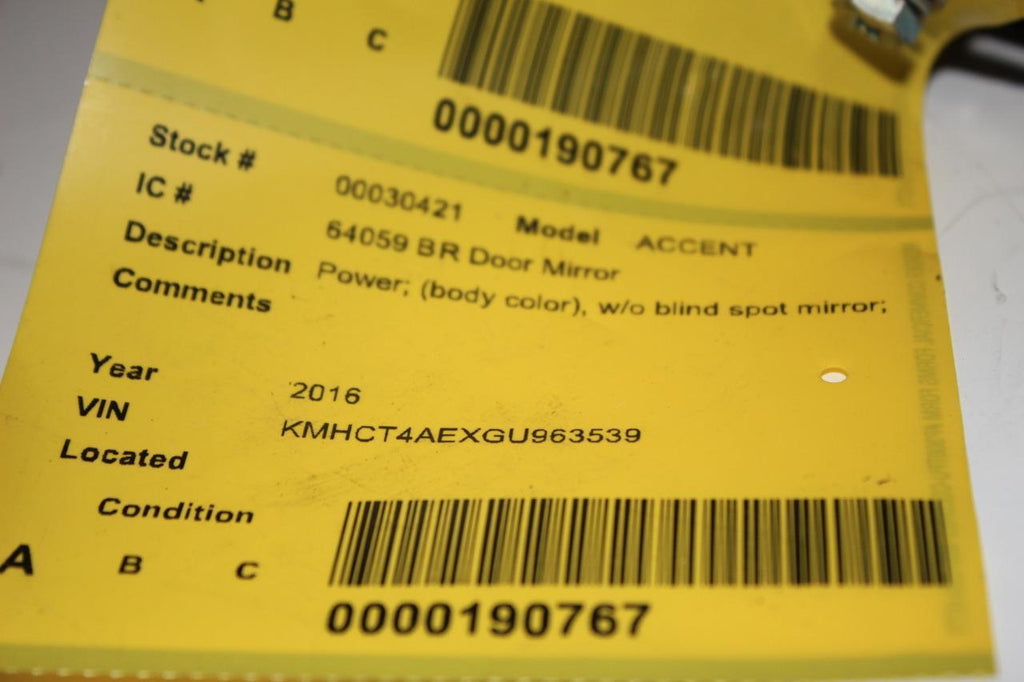 B C
0000190767
Stock # 00030421 Model ACCENT
IC # 64059 BR Door Mirror
Description Power; (body color), w/o blind spot mirror;
Comments
Year 2016
VIN KMHCT4AEXGU963539
Located
Condition
A B C
0000190767